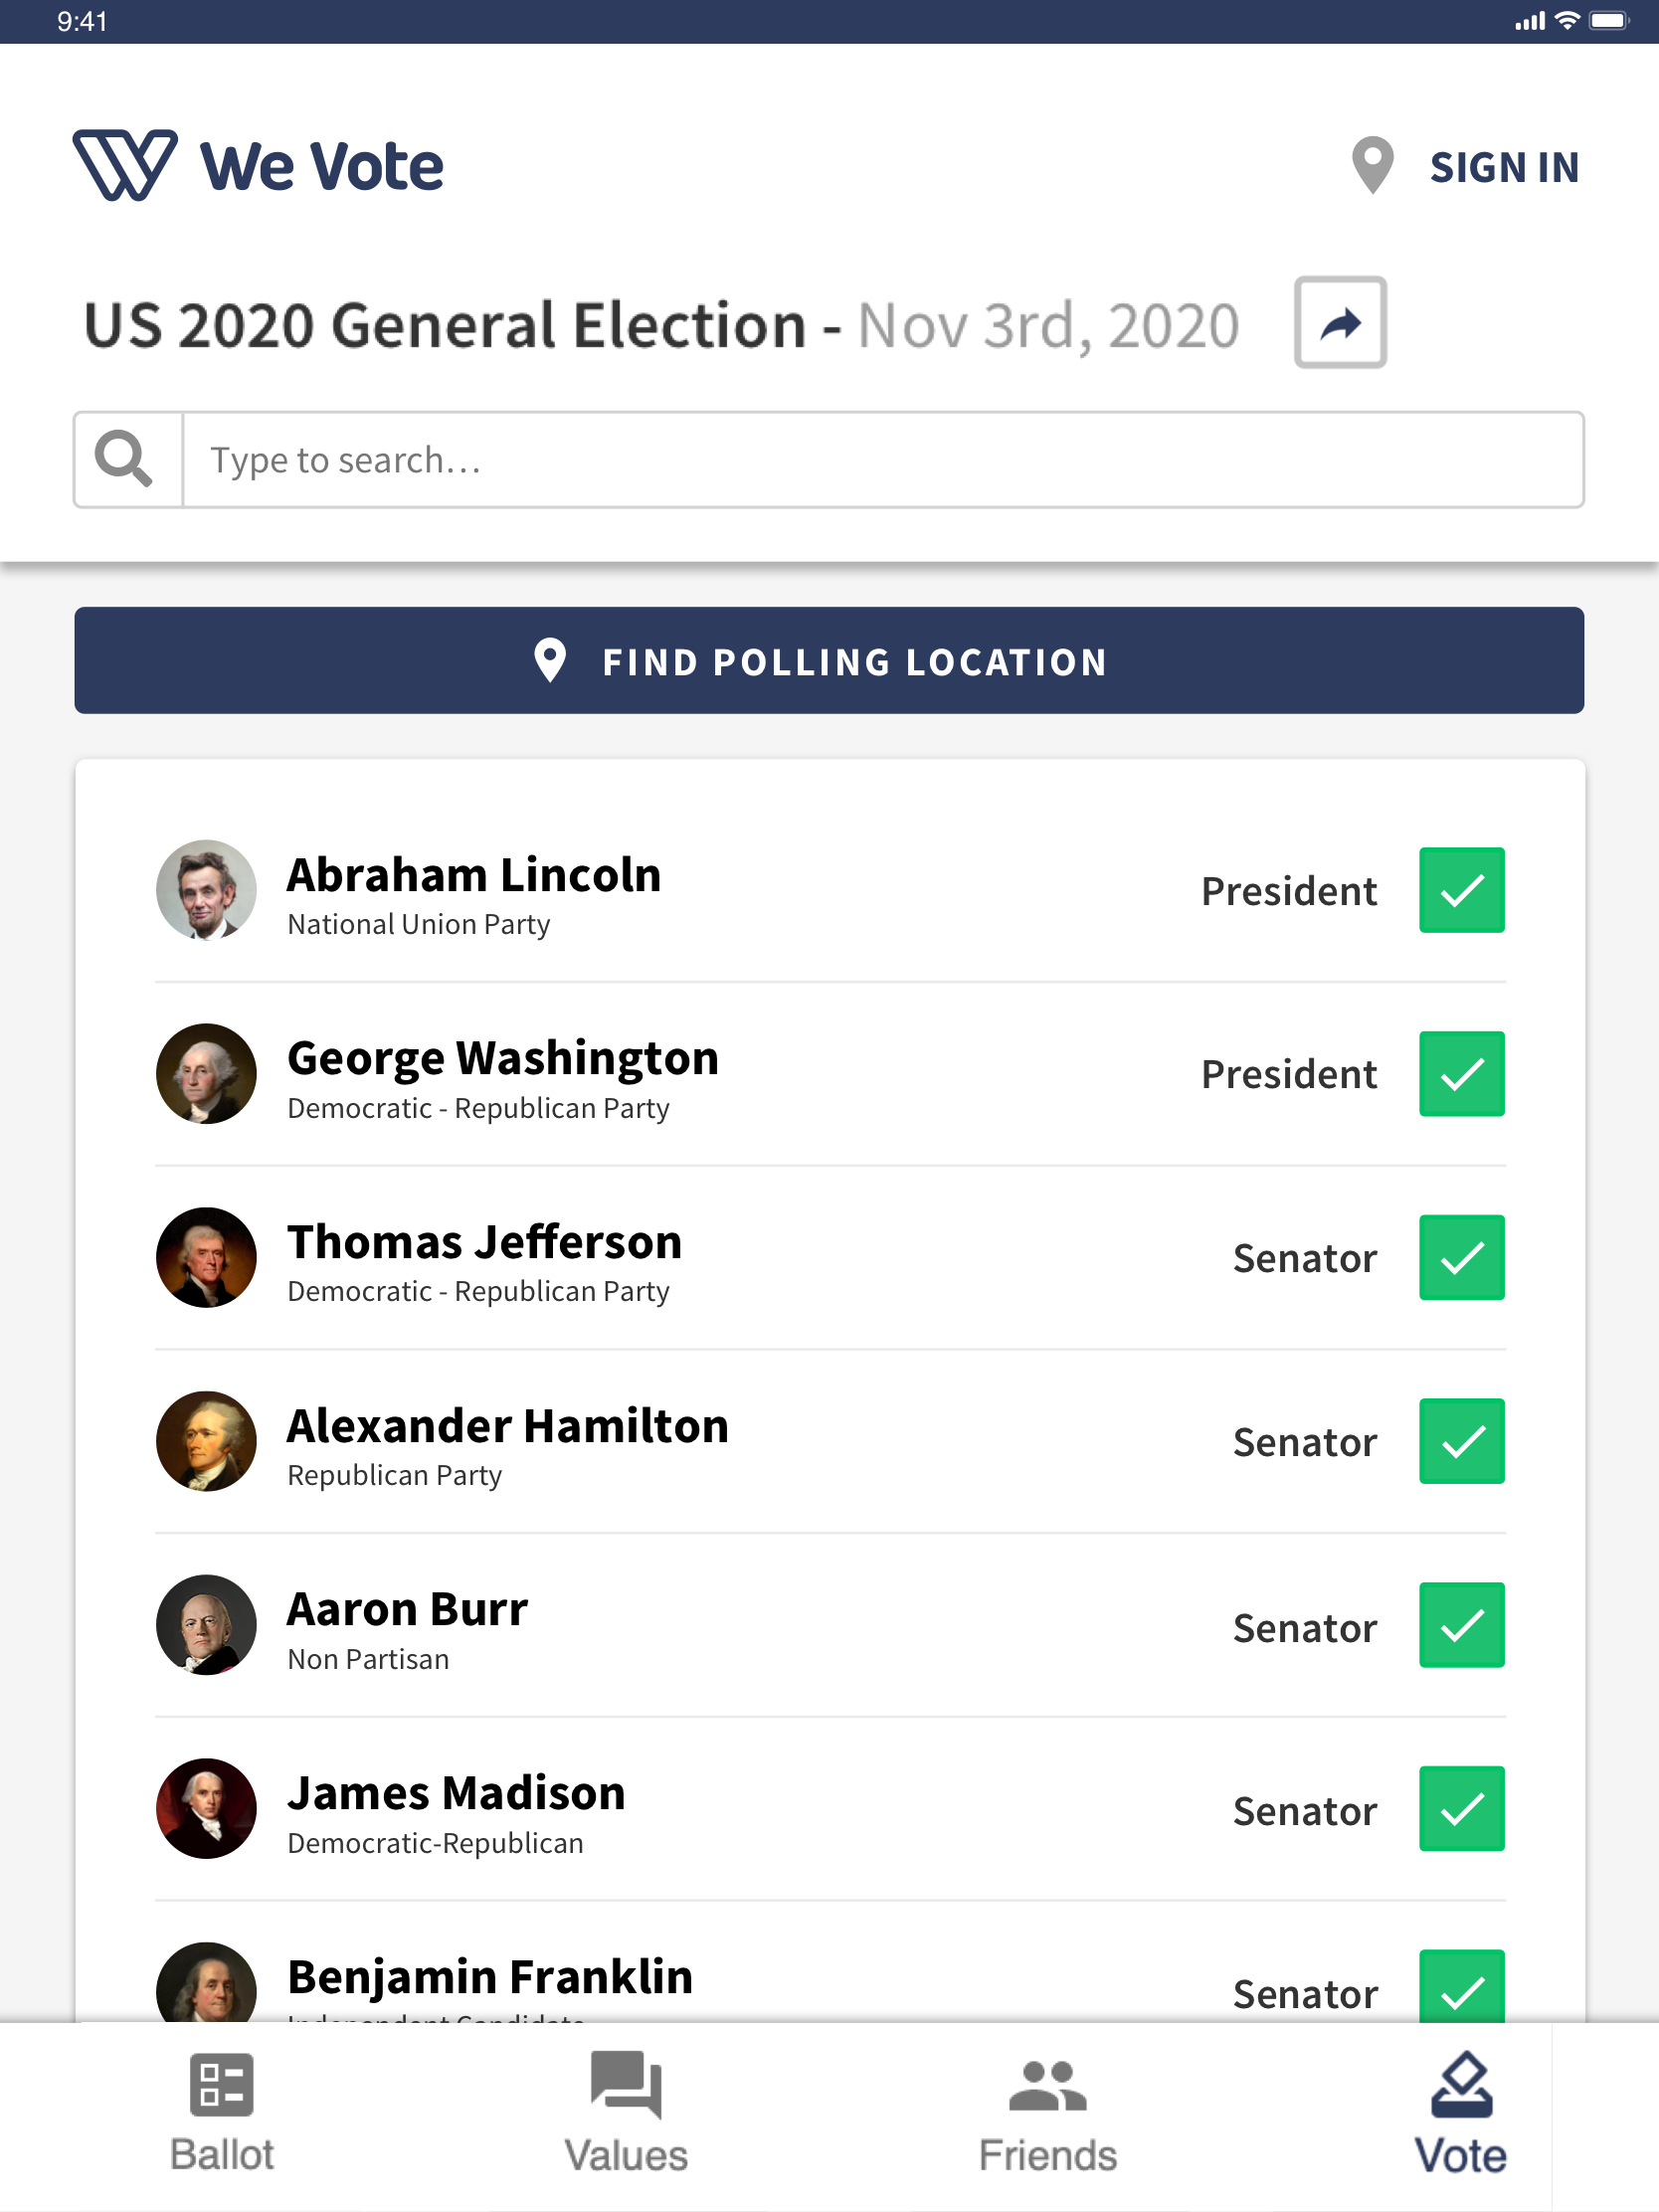 9:41
We Vote
SIGN IN
US 2020 General Election - Nov 3rd, 2020
Type to search...
FIND POLLING LOCATION
Abraham Lincoln
President
National Union Party
George Washington
President
Democratic - Republican Party
Thomas Jefferson
Senator
Democratic - Republican Party
Alexander Hamilton
Senator
Republican Party
Aaron Burr
Senator
Non Partisan
James Madison
Senator
Democratic-Republican
Benjamin Franklin
Senator
Independent Candidate
Ballot
Values
Friends
Vote